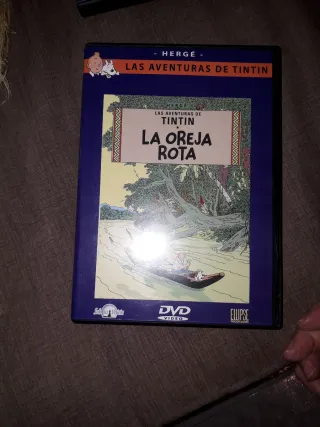 - HERGÉ -
LAS AVENTURAS DE TINTIN
LAS AVENTURAS DE
TINTIN
LA OREJA
ROTA
DVD
VIDEO
ELLIPSE